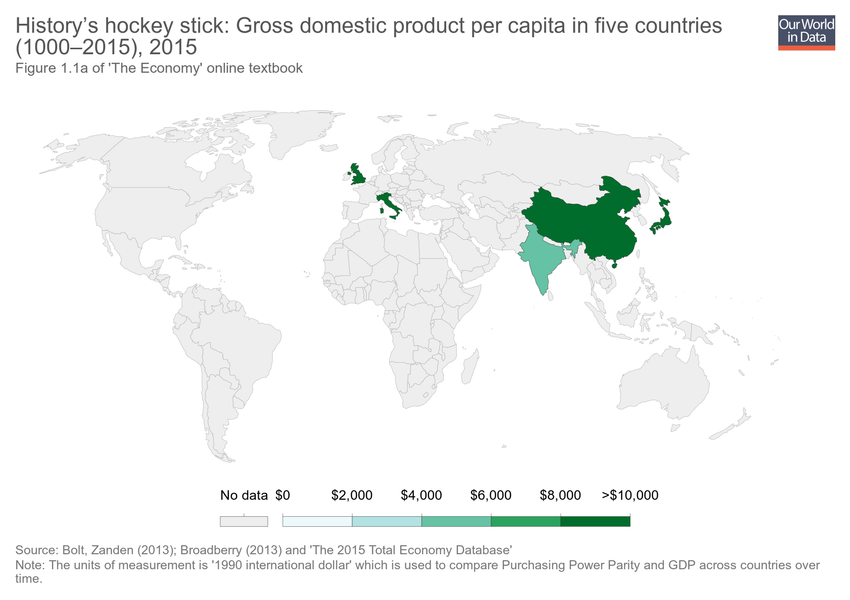 History's hockey stick: Gross domestic product per capita in five countries
(1000–2015), 2015
Figure 1.1a of 'The Economy' online textbook
Our World
in Data
No data $0 $2,000 $4,000 $6,000 $8,000 >$10,000
Source: Bolt, Zanden (2013); Broadberry (2013) and 'The 2015 Total Economy Database'
Note: The units of measurement is '1990 international dollar' which is used to compare Purchasing Power Parity and GDP across countries over
time.